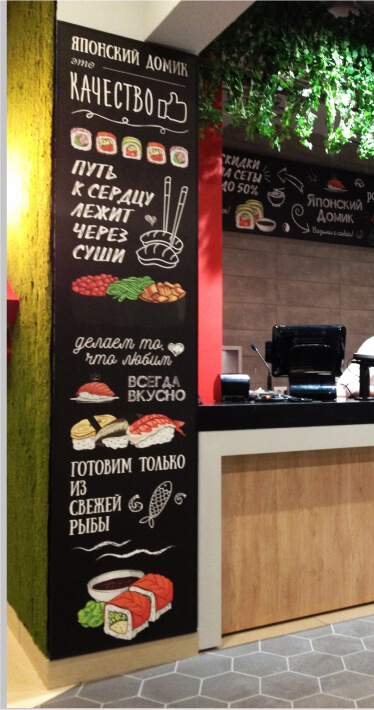 ЯПОНСКИЙ ДОМИК
это
КАЧЕСТВО
ПУТЬ
К СЕРДЦУ
ЛЕЖИТ
ЧЕРЕЗ
СУШИ
делаем то,
что любим
ВСЕГДА
ВКУСНО
ГОТОВИМ ТОЛЬКО
ИЗ
СВЕЖЕЙ
РЫБЫ
СКИДКИ
НА СЕТЫ
ДО 50%
ЯПОНСКИЙ
ДОМИК